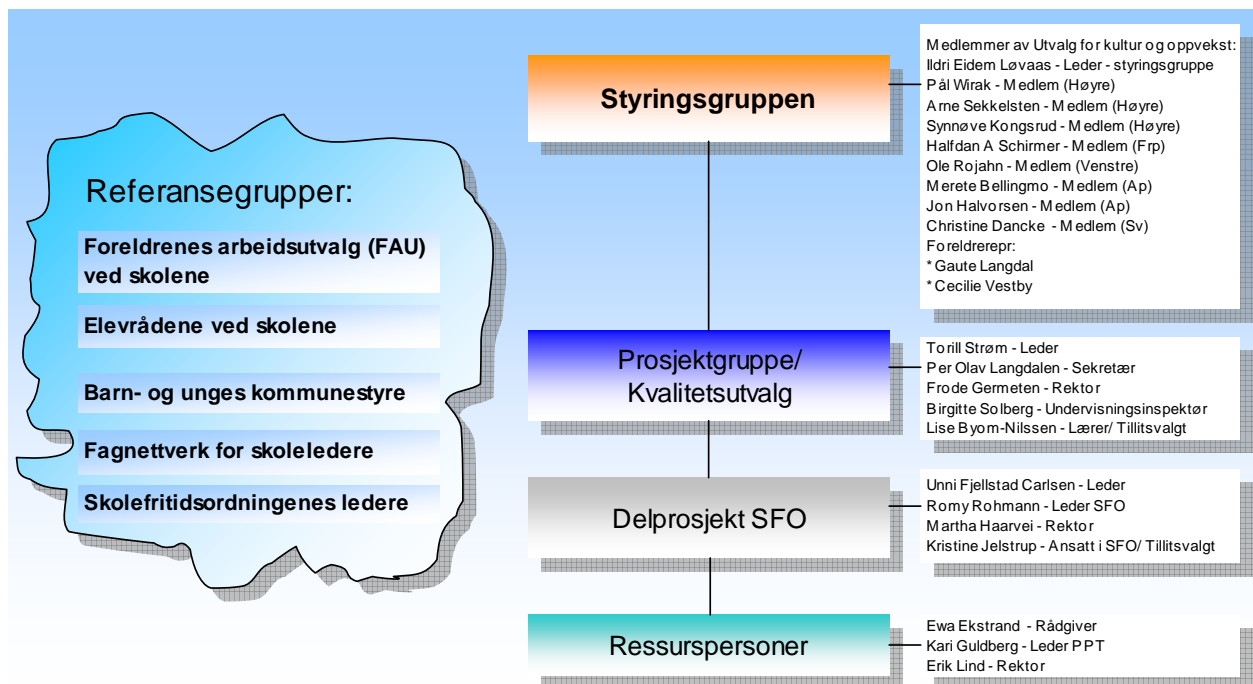 Referansegrupper:
Foreldrenes arbeidsutvalg (FAU)
ved skolene
Elevrådene ved skolene
Barn- og unges kommunestyre
Fagnettverk for skoleledere
Skolefritidsordningenes ledere
Styringsgruppen
Medlemmer av Utvalg for kultur og oppvekst:
Ildri Eidem Løvaas - Leder - styringsgruppe
Pål Wirak - Medlem (Høyre)
Arne Sekkelsten - Medlem (Høyre)
Synnøve Kongsrud - Medlem (Høyre)
Halfdan A Schirmer - Medlem (Frp)
Ole Rojahn - Medlem (Venstre)
Merete Bellingmo - Medlem (Ap)
Jon Halvorsen - Medlem (Ap)
Christine Dancke - Medlem (Sv)
Foreldrerepr:
* Gaute Langdal
* Cecilie Vestby
Prosjektgruppe/
Kvalitetsutvalg
Torill Strøm - Leder
Per Olav Langdalen - Sekretær
Frode Germeten - Rektor
Birgitte Solberg - Undervisningsinspektør
Lise Byom-Nilssen - Lærer/ Tillitsvalgt
Delprosjekt SFO
Unni Fjellstad Carlsen - Leder
Romy Rohmann - Leder SFO
Martha Haarvei - Rektor
Kristine Jelstrup - Ansatt i SFO/ Tillitsvalgt
Ressurspersoner
Ewa Ekstrand - Rådgiver
Kari Guldberg - Leder PPT
Erik Lind - Rektor